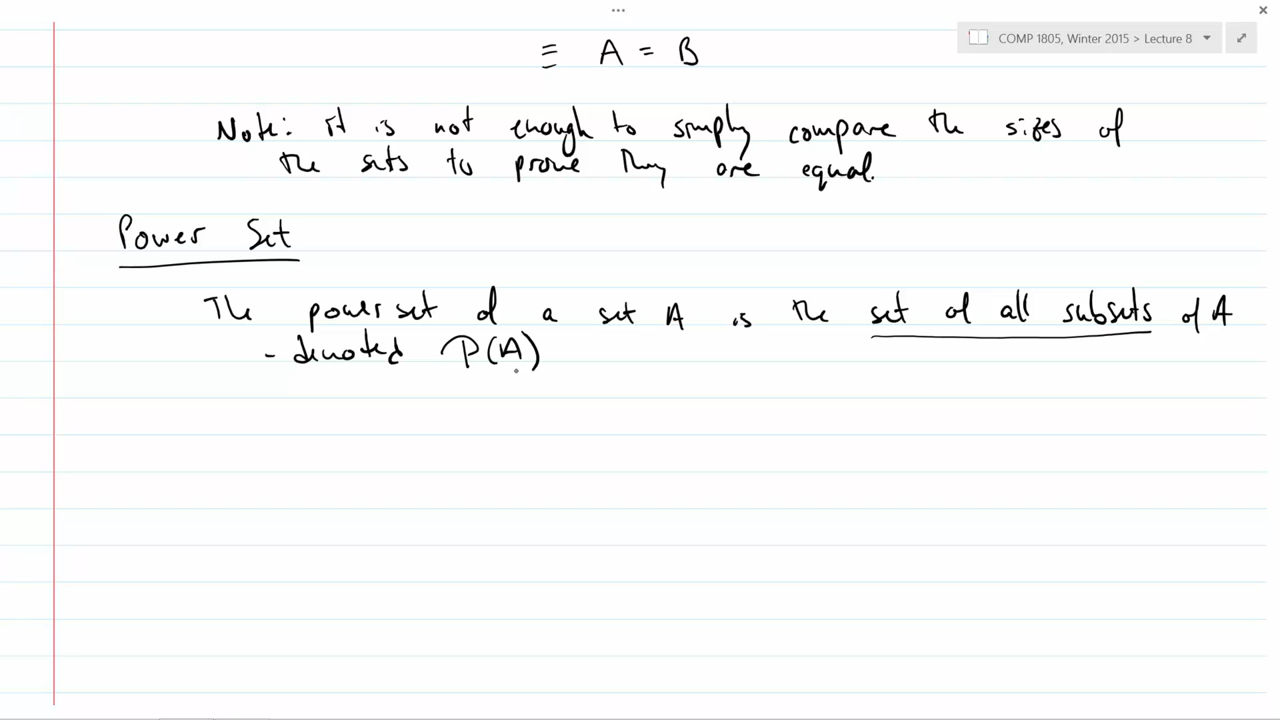 COMP 1805, Winter 2015 > Lecture 8
≡ A = B
Note: it is not enough to simply compare the sizes of
the sets to prove they are equal.
Power Set
The power set of a set A is the set of all subsets of A
- denoted P(A)